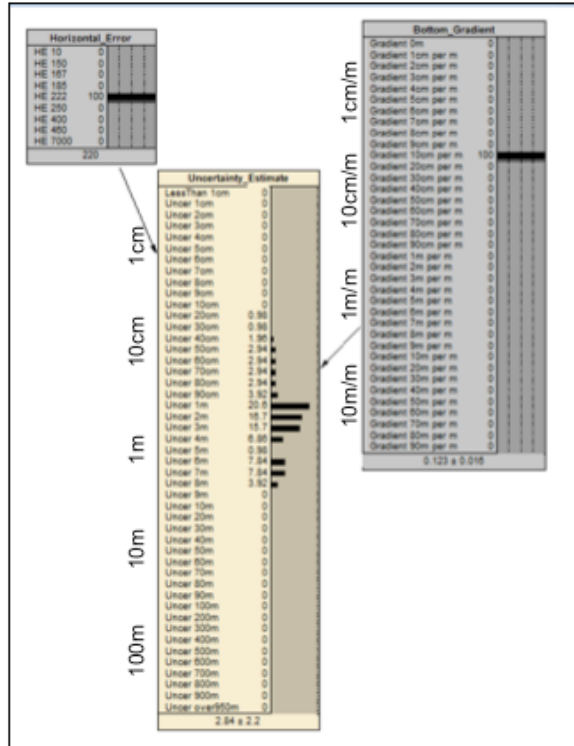 Horizontal_Error
HE 10 0
HE 150 0
HE 167 0
HE 185 0
HE 222 100
HE 250 0
HE 400 0
HE 460 0
HE 7000 0
220
Bottom_Gradient
Gradient 0m 0
Gradient 1cm per m 0
Gradient 2cm per m 0
Gradient 3cm per m 0
Gradient 4cm per m 0
Gradient 5cm per m 0
Gradient 6cm per m 0
Gradient 7cm per m 0
Gradient 8cm per m 0
Gradient 9cm per m 0
Gradient 10cm per m 100
Gradient 20cm per m 0
Gradient 30cm per m 0
Gradient 40cm per m 0
Gradient 50cm per m 0
Gradient 60cm per m 0
Gradient 70cm per m 0
Gradient 80cm per m 0
Gradient 90cm per m 0
Gradient 1m per m 0
Gradient 2m per m 0
Gradient 3m per m 0
Gradient 4m per m 0
Gradient 5m per m 0
Gradient 6m per m 0
Gradient 7m per m 0
Gradient 8m per m 0
Gradient 9m per m 0
Gradient 10m per m 0
Gradient 20m per m 0
Gradient 30m per m 0
Gradient 40m per m 0
Gradient 50m per m 0
Gradient 60m per m 0
Gradient 70m per m 0
Gradient 80m per m 0
Gradient 90m per m 0
0.123 ± 0.016
1cm/m
10cm/m
1m/m
10m/m
Uncertainty_Estimate
LessThan 1cm 0
Uncer 1cm 0
Uncer 2cm 0
Uncer 3cm 0
Uncer 4cm 0
Uncer 5cm 0
Uncer 6cm 0
Uncer 7cm 0
Uncer 8cm 0
Uncer 9cm 0
Uncer 10cm 0
Uncer 20cm 0.98
Uncer 30cm 0.98
Uncer 40cm 1.96
Uncer 50cm 2.94
Uncer 60cm 2.94
Uncer 70cm 2.94
Uncer 80cm 2.94
Uncer 90cm 3.92
Uncer 1m 20.6
Uncer 2m 16.7
Uncer 3m 15.7
Uncer 4m 6.86
Uncer 5m 0.98
Uncer 6m 7.84
Uncer 7m 7.84
Uncer 8m 3.92
Uncer 9m 0
Uncer 10m 0
Uncer 20m 0
Uncer 30m 0
Uncer 40m 0
Uncer 50m 0
Uncer 60m 0
Uncer 70m 0
Uncer 80m 0
Uncer 90m 0
Uncer 100m 0
Uncer 200m 0
Uncer 300m 0
Uncer 400m 0
Uncer 500m 0
Uncer 600m 0
Uncer 700m 0
Uncer 800m 0
Uncer 900m 0
Uncer over950m 0
2.84 ± 2.2
1cm
10cm
1m
10m
100m